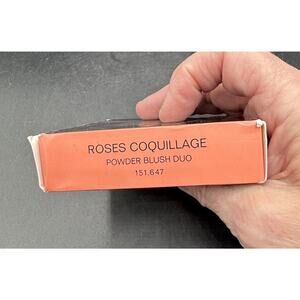 ROSES COQUILLAGE
POWDER BLUSH DUO
151.647